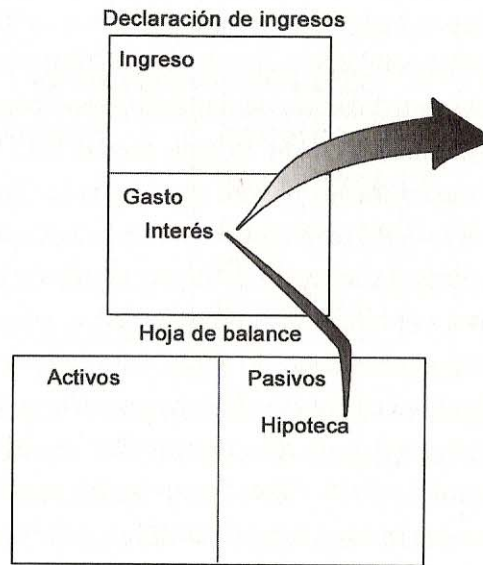 Declaración de ingresos
Ingreso
Gasto
Interés
Hoja de balance
Activos Pasivos
Hipoteca